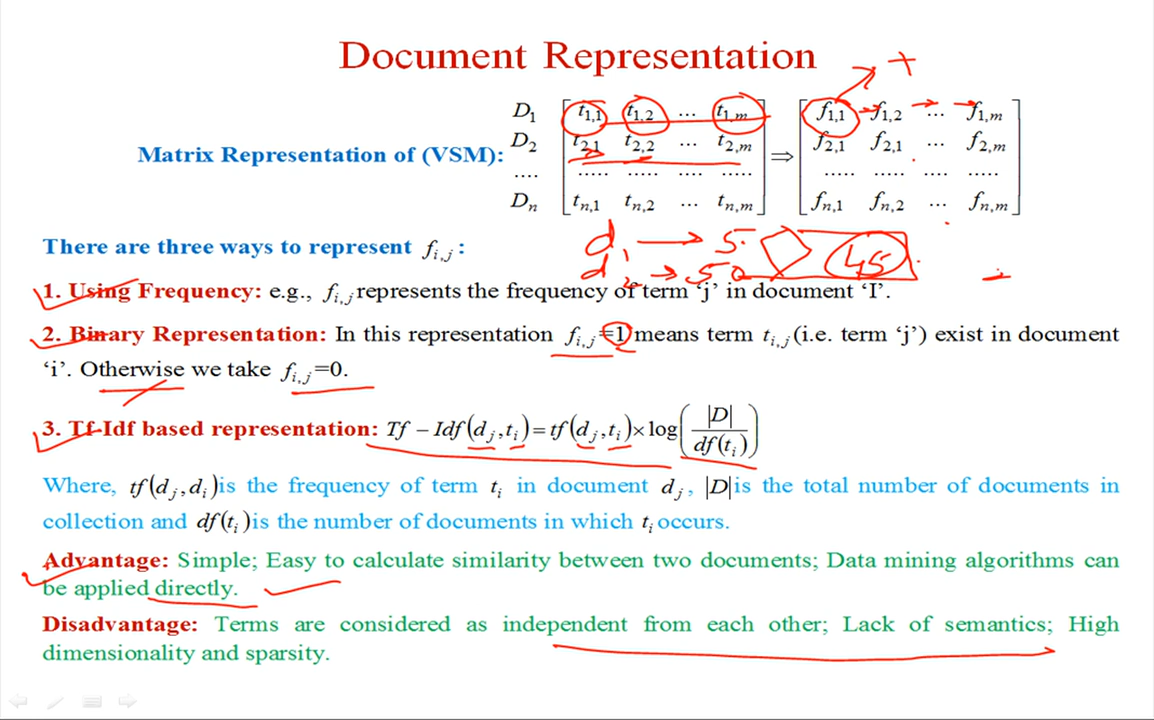 Document Representation
Matrix Representation of (VSM):
D₁ [ t₁,₁ t₁,₂ ... t₁,ₘ ] ⇒ [ f₁,₁ f₁,₂ ... f₁,ₘ ]
D₂ [ t₂,₁ t₂,₂ ... t₂,ₘ ] [ f₂,₁ f₂,₁ ... f₂,ₘ ]
.... [ ..... ..... .... ..... ] [ ..... ..... .... ..... ]
Dₙ [ tₙ,₁ tₙ,₂ ... tₙ,ₘ ] [ fₙ,₁ fₙ,₂ ... fₙ,ₘ ]
There are three ways to represent fᵢ,ⱼ :
d₁ → 5
d₂ → 50
45
1. Using Frequency: e.g., fᵢ,ⱼ represents the frequency of term ‘j’ in document ‘I’.
2. Binary Representation: In this representation fᵢ,ⱼ=1 means term tᵢ,ⱼ(i.e. term ‘j’) exist in document
‘i’. Otherwise we take fᵢ,ⱼ=0.
3. Tf-Idf based representation: Tf − Idf(dⱼ,tᵢ)=tf(dⱼ,tᵢ)×log(|D|/df(tᵢ))
Where, tf(dⱼ,dᵢ)is the frequency of term tᵢ in document dⱼ, |D|is the total number of documents in
collection and df(tᵢ)is the number of documents in which tᵢ occurs.
Advantage: Simple; Easy to calculate similarity between two documents; Data mining algorithms can
be applied directly.
Disadvantage: Terms are considered as independent from each other; Lack of semantics; High
dimensionality and sparsity.